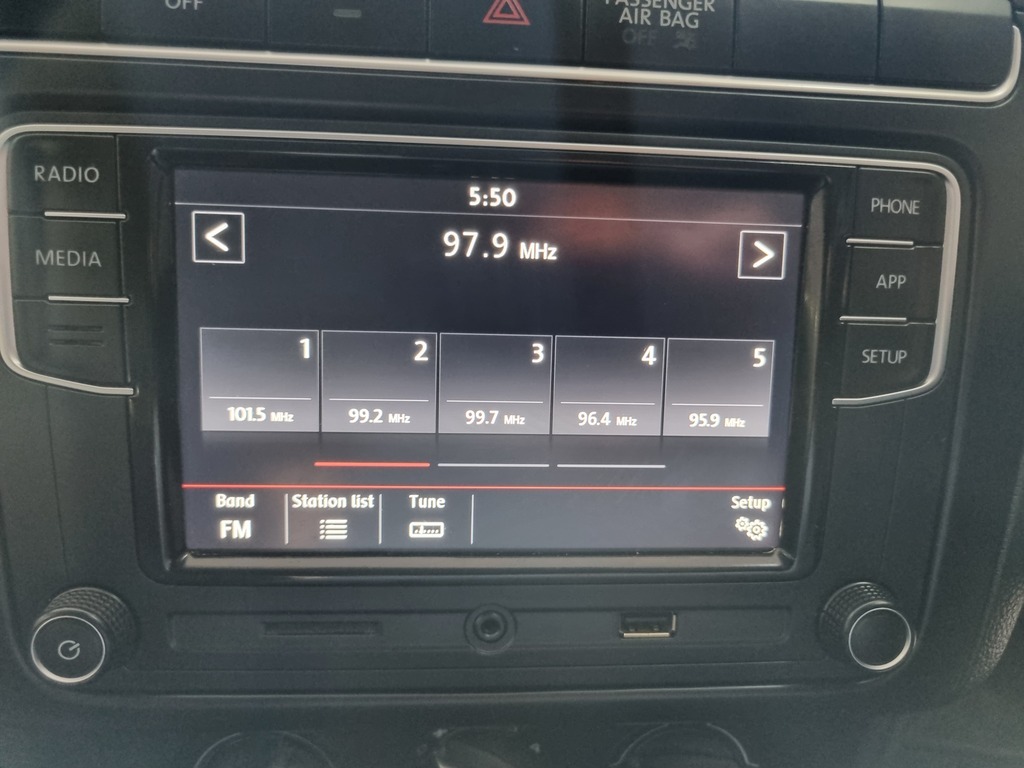 OFF
PASSENGER
AIR BAG
OFF
RADIO
MEDIA
PHONE
APP
SETUP
5:50
<
97.9 MHz
>
1 2 3 4 5
101.5 MHz 99.2 MHz 99.7 MHz 96.4 MHz 95.9 MHz
Band Station list Tune Setup
FM